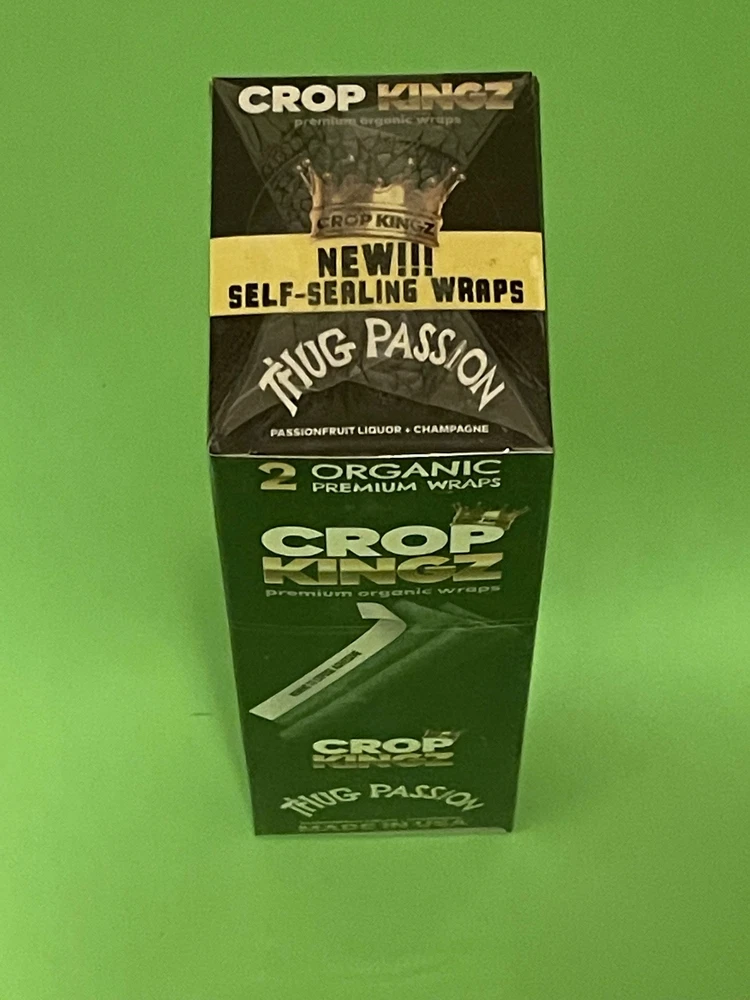 CROP KINGZ
premium organic wraps
CROP KINGZ
NEW!!!
SELF-SEALING WRAPS
THUG PASSION
PASSIONFRUIT LIQUOR + CHAMPAGNE
2 ORGANIC
PREMIUM WRAPS
CROP
KINGZ
premium organic wraps
CROP
KINGZ
THUG PASSION
MADE IN USA